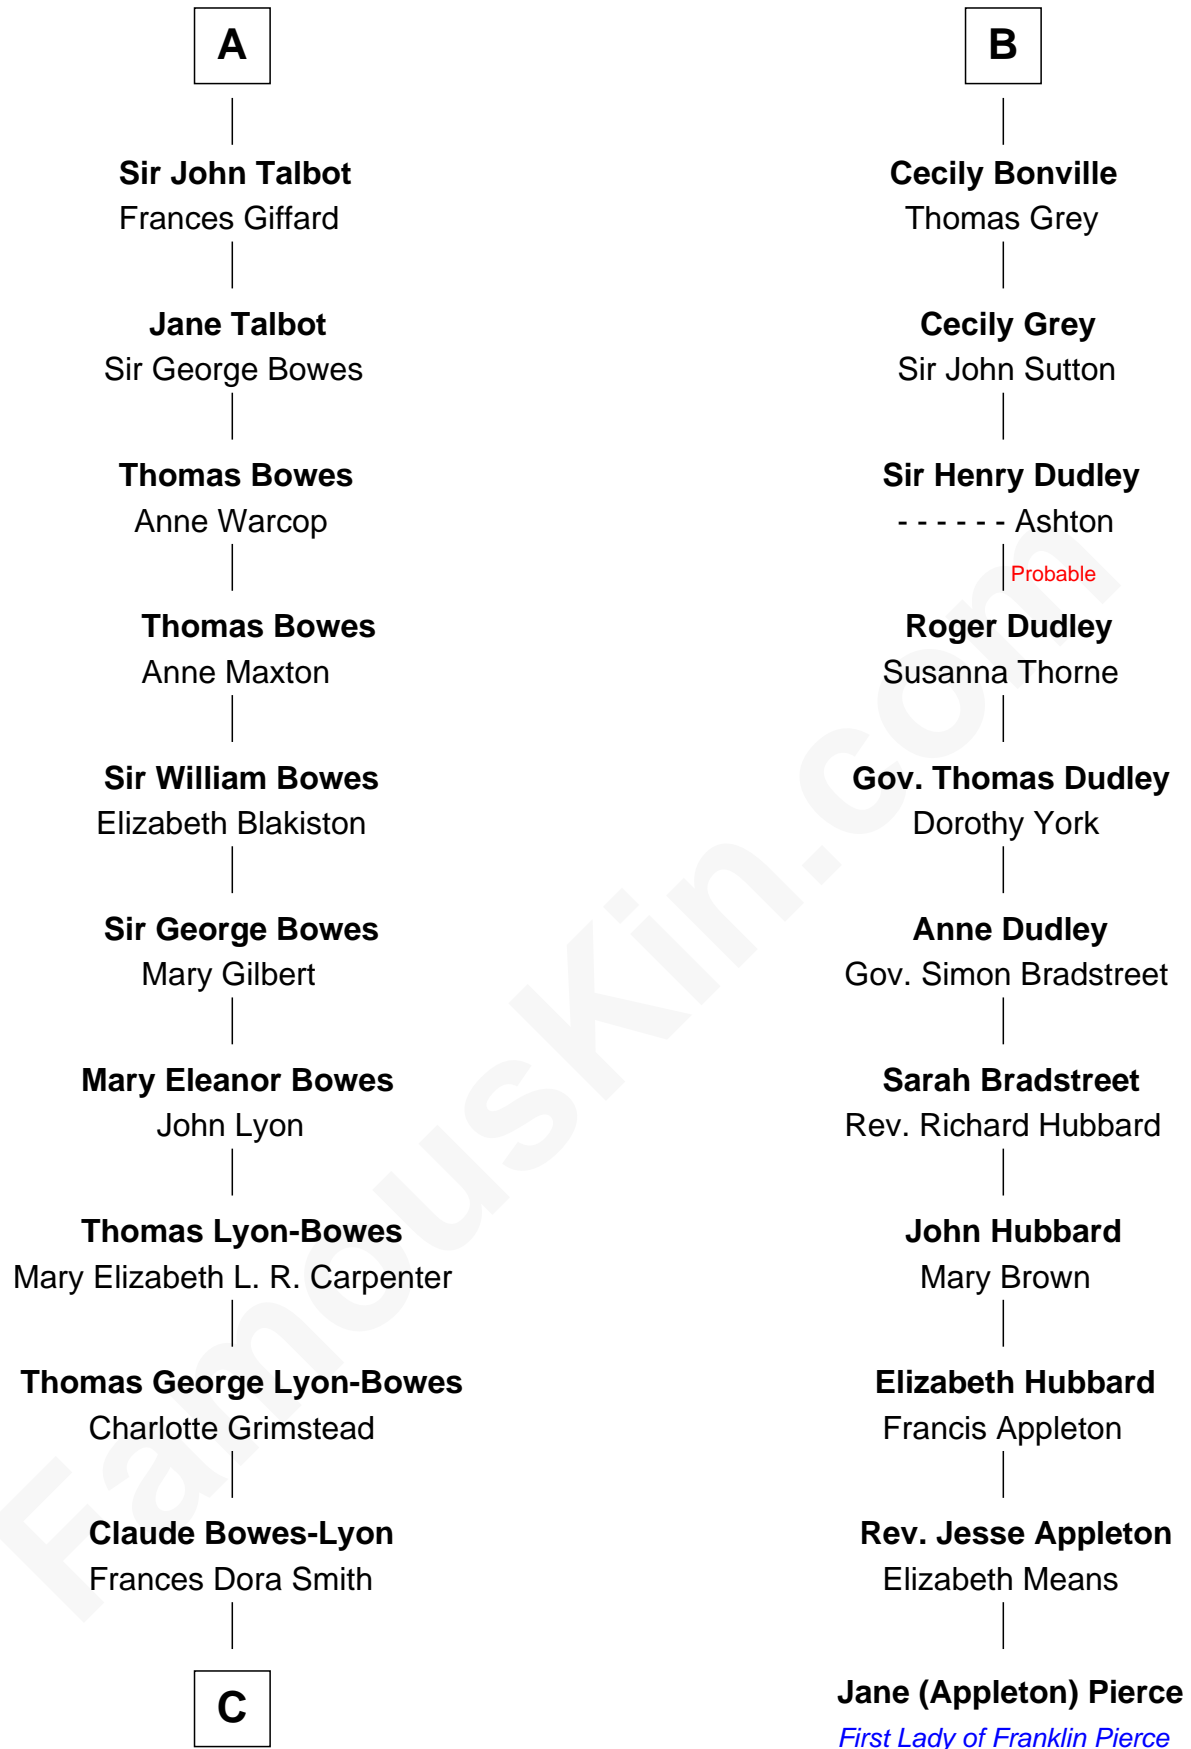 A
Sir John Talbot
Frances Giffard
Jane Talbot
Sir George Bowes
Thomas Bowes
Anne Warcop
Thomas Bowes
Anne Maxton
Sir William Bowes
Elizabeth Blakiston
Sir George Bowes
Mary Gilbert
Mary Eleanor Bowes
John Lyon
Thomas Lyon-Bowes
Mary Elizabeth L. R. Carpenter
Thomas George Lyon-Bowes
Charlotte Grimstead
Claude Bowes-Lyon
Frances Dora Smith
C
B
Cecily Bonville
Thomas Grey
Cecily Grey
Sir John Sutton
Sir Henry Dudley
- - - - - - Ashton
Probable
Roger Dudley
Susanna Thorne
Gov. Thomas Dudley
Dorothy York
Anne Dudley
Gov. Simon Bradstreet
Sarah Bradstreet
Rev. Richard Hubbard
John Hubbard
Mary Brown
Elizabeth Hubbard
Francis Appleton
Rev. Jesse Appleton
Elizabeth Means
Jane (Appleton) Pierce
First Lady of Franklin Pierce
FamousKin.com